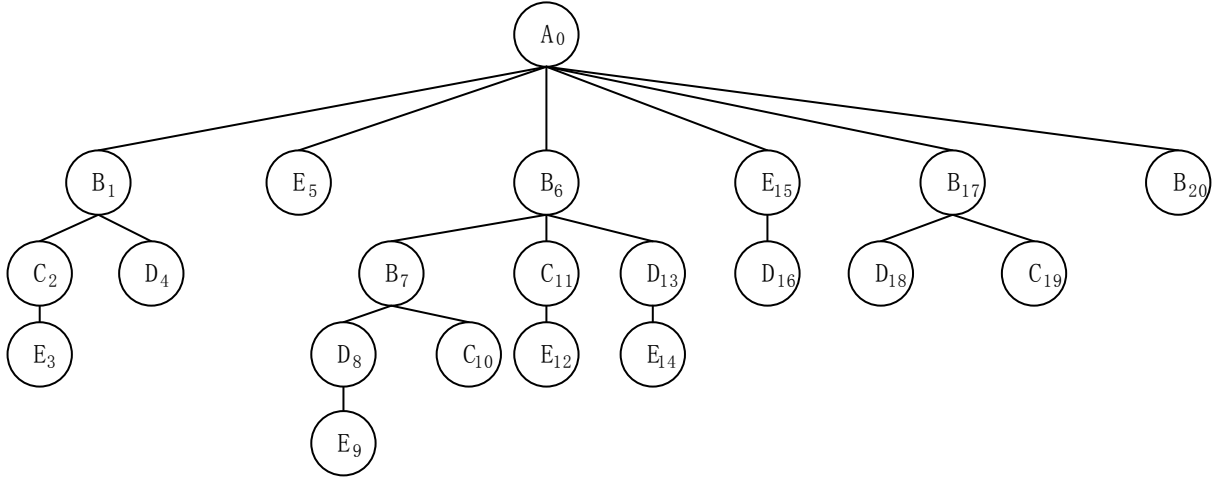 A0
B1 E5 B6 E15 B17 B20
C2 D4 B7 C11 D13 D16 D18 C19
E3 D8 C10 E12 E14
E9